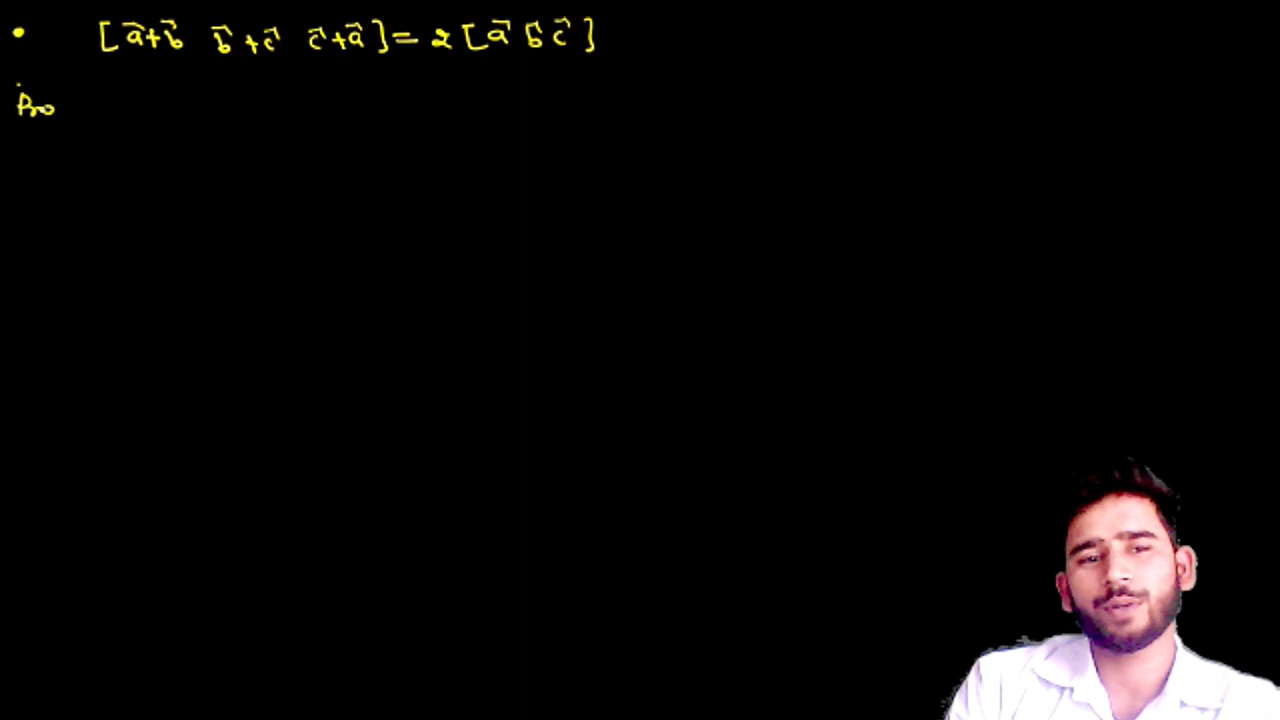 • [ a⃗+b⃗ b⃗+c⃗ c⃗+a⃗ ] = 2 [ a⃗ b⃗ c⃗ ]
Pro